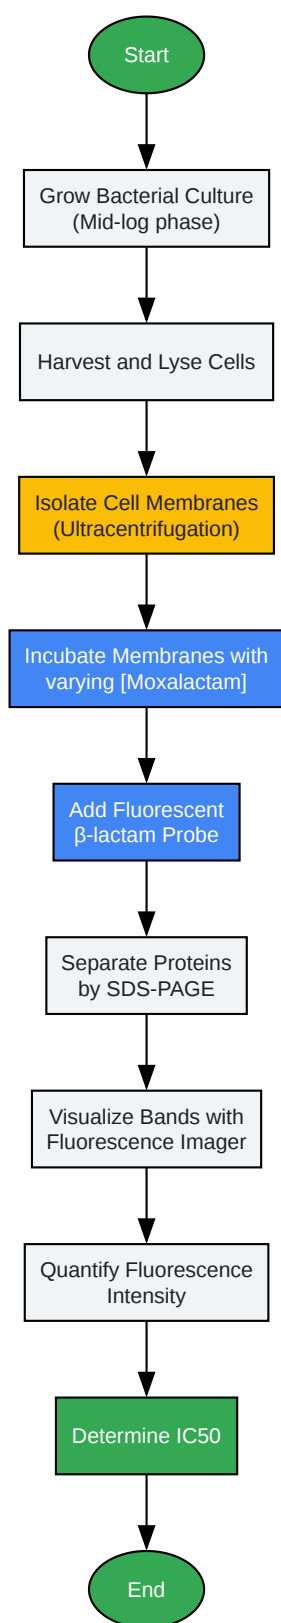 Start
Grow Bacterial Culture
(Mid-log phase)
Harvest and Lyse Cells
Isolate Cell Membranes
(Ultracentrifugation)
Incubate Membranes with
varying [Moxalactam]
Add Fluorescent
β-lactam Probe
Separate Proteins
by SDS-PAGE
Visualize Bands with
Fluorescence Imager
Quantify Fluorescence
Intensity
Determine IC50
End